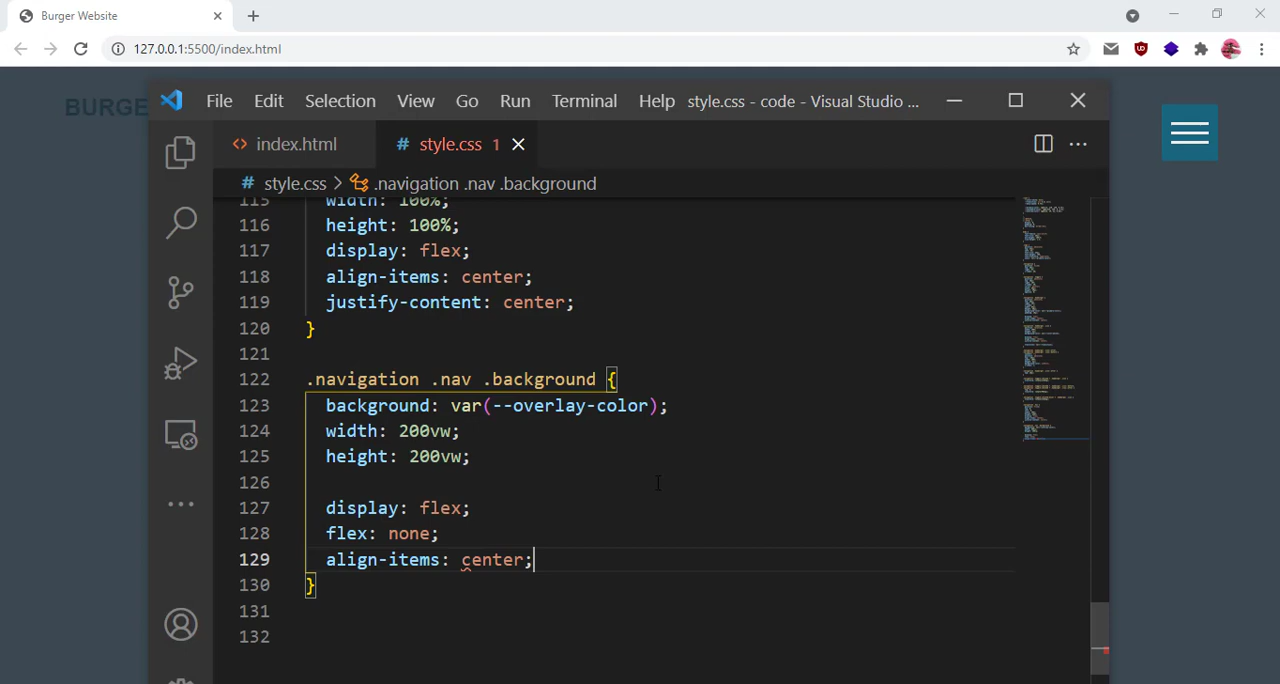 Burger Website
127.0.0.1:5500/index.html
BURGE
File Edit Selection View Go Run Terminal Help style.css - code - Visual Studio ...
<> index.html # style.css 1
# style.css > .navigation .nav .background
115 width: 100%;
116 height: 100%;
117 display: flex;
118 align-items: center;
119 justify-content: center;
120 }
121
122 .navigation .nav .background {
123 background: var(--overlay-color);
124 width: 200vw;
125 height: 200vw;
126
127 display: flex;
128 flex: none;
129 align-items: center;
130 }
131
132